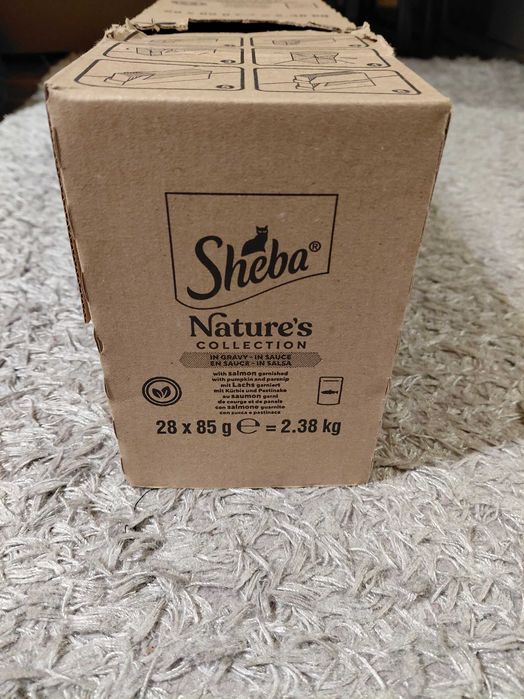 Sheba®
Nature's
COLLECTION
IN GRAVY - IN SAUCE
EN SAUCE - IN SALSA
with salmon garnished
with pumpkin and parsnip
mit Lachs garniert
mit Kürbis und Pastinake
au saumon garni
de courge et de panais
con salmone guarnito
con zucca e pastinaca
28 x 85 g ℮ = 2.38 kg